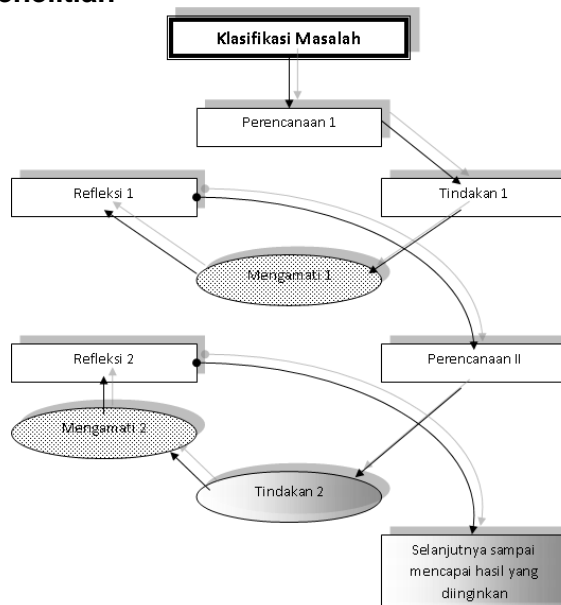 Klasifikasi Masalah
Perencanaan 1
Refleksi 1
Tindakan 1
Mengamati 1
Refleksi 2
Perencanaan II
Mengamati 2
Tindakan 2
Selanjutnya sampai
mencapai hasil yang
diinginkan